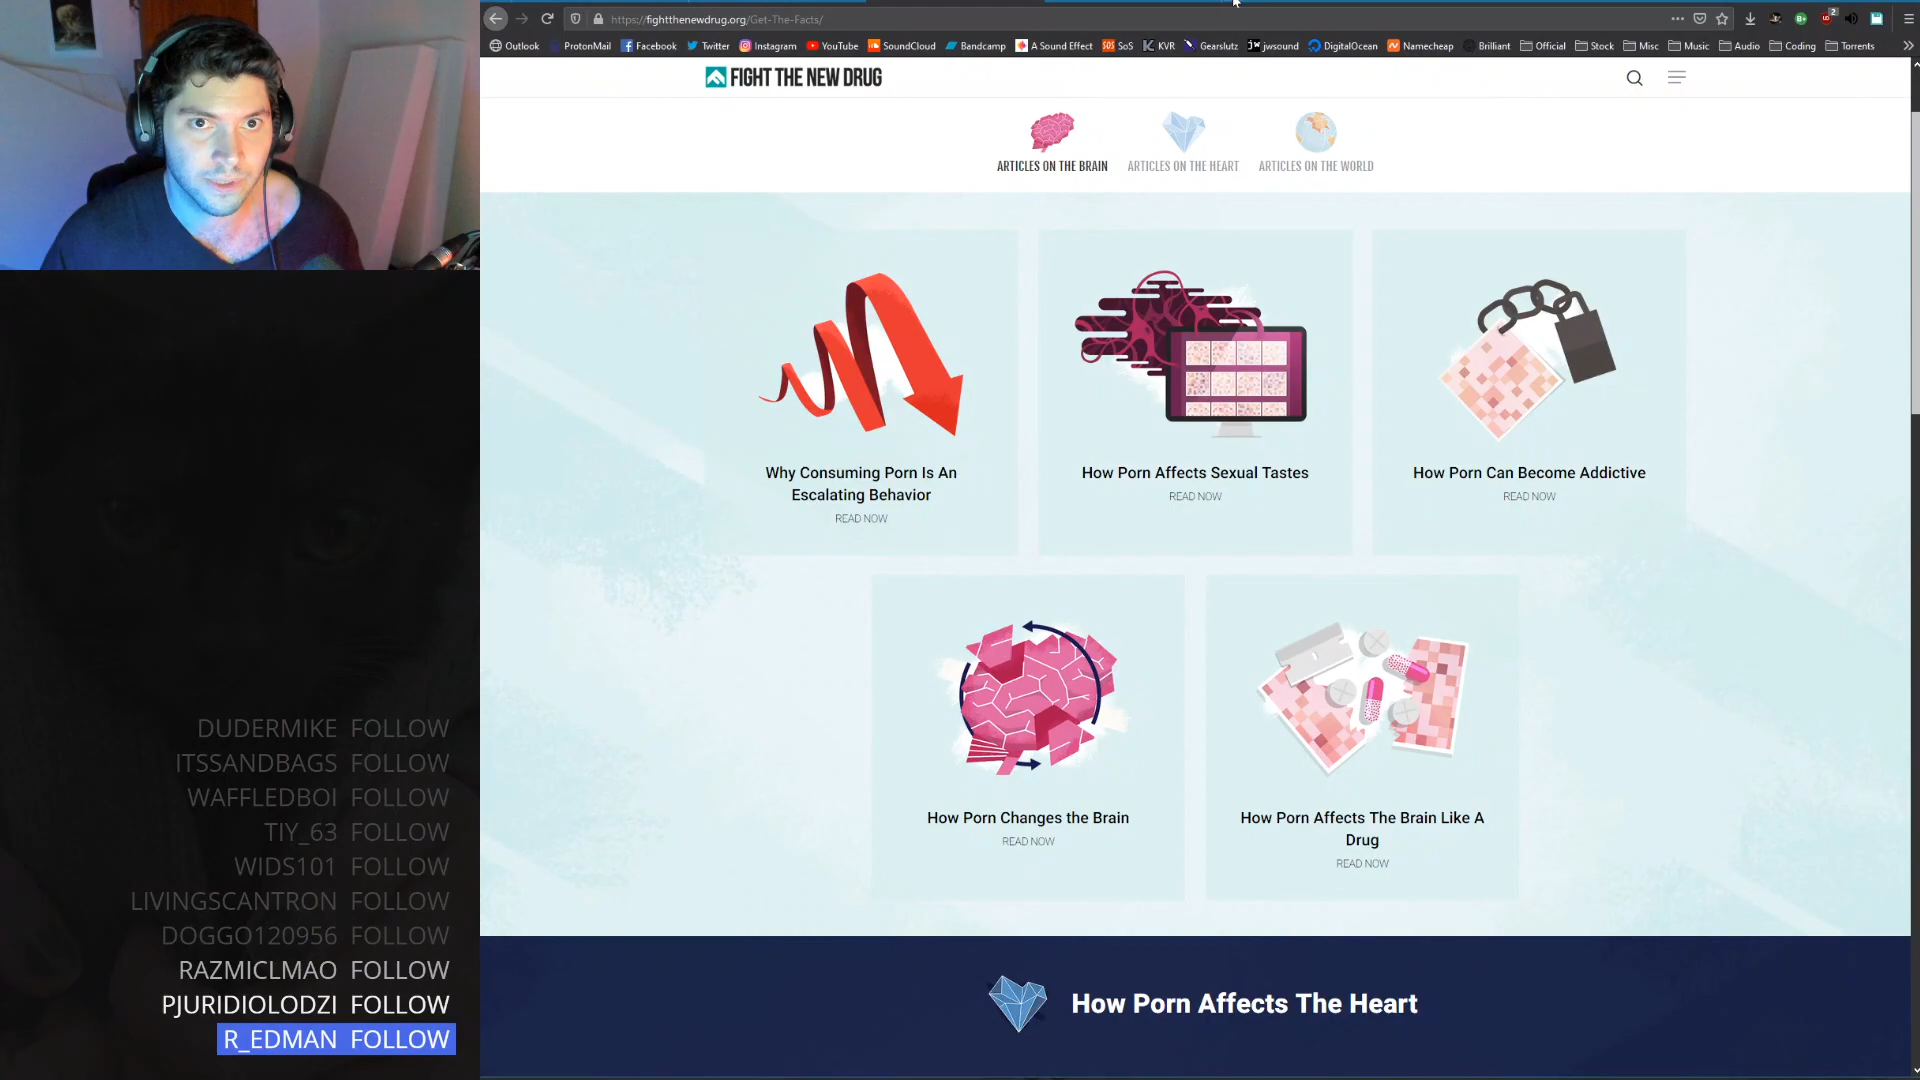 https://fightthenewdrug.org/Get-The-Facts/
2
Outlook ProtonMail Facebook Twitter Instagram YouTube SoundCloud Bandcamp A Sound Effect SoS KVR Gearslutz jwsound DigitalOcean Namecheap Brilliant Official Stock Misc Music Audio Coding Torrents
FIGHT THE NEW DRUG
ARTICLES ON THE BRAIN ARTICLES ON THE HEART ARTICLES ON THE WORLD
Why Consuming Porn Is An
Escalating Behavior
READ NOW
How Porn Affects Sexual Tastes
READ NOW
How Porn Can Become Addictive
READ NOW
How Porn Changes the Brain
READ NOW
How Porn Affects The Brain Like A
Drug
READ NOW
How Porn Affects The Heart
DUDERMIKE FOLLOW
ITSSANDBAGS FOLLOW
WAFFLEDBOI FOLLOW
TIY_63 FOLLOW
WIDS101 FOLLOW
LIVINGSCANTRON FOLLOW
DOGGO120956 FOLLOW
RAZMICLMAO FOLLOW
PJURIDIOLODZI FOLLOW
R_EDMAN FOLLOW